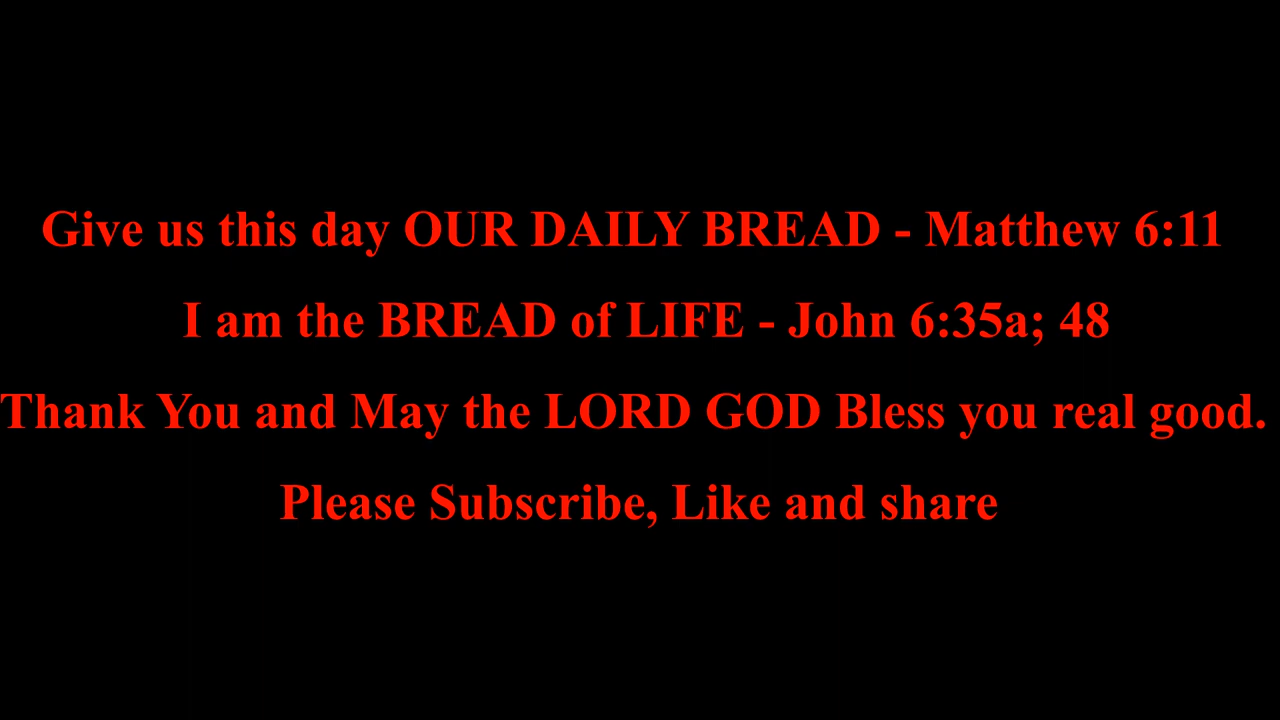 Give us this day OUR DAILY BREAD - Matthew 6:11
I am the BREAD of LIFE - John 6:35a; 48
Thank You and May the LORD GOD Bless you real good.
Please Subscribe, Like and share